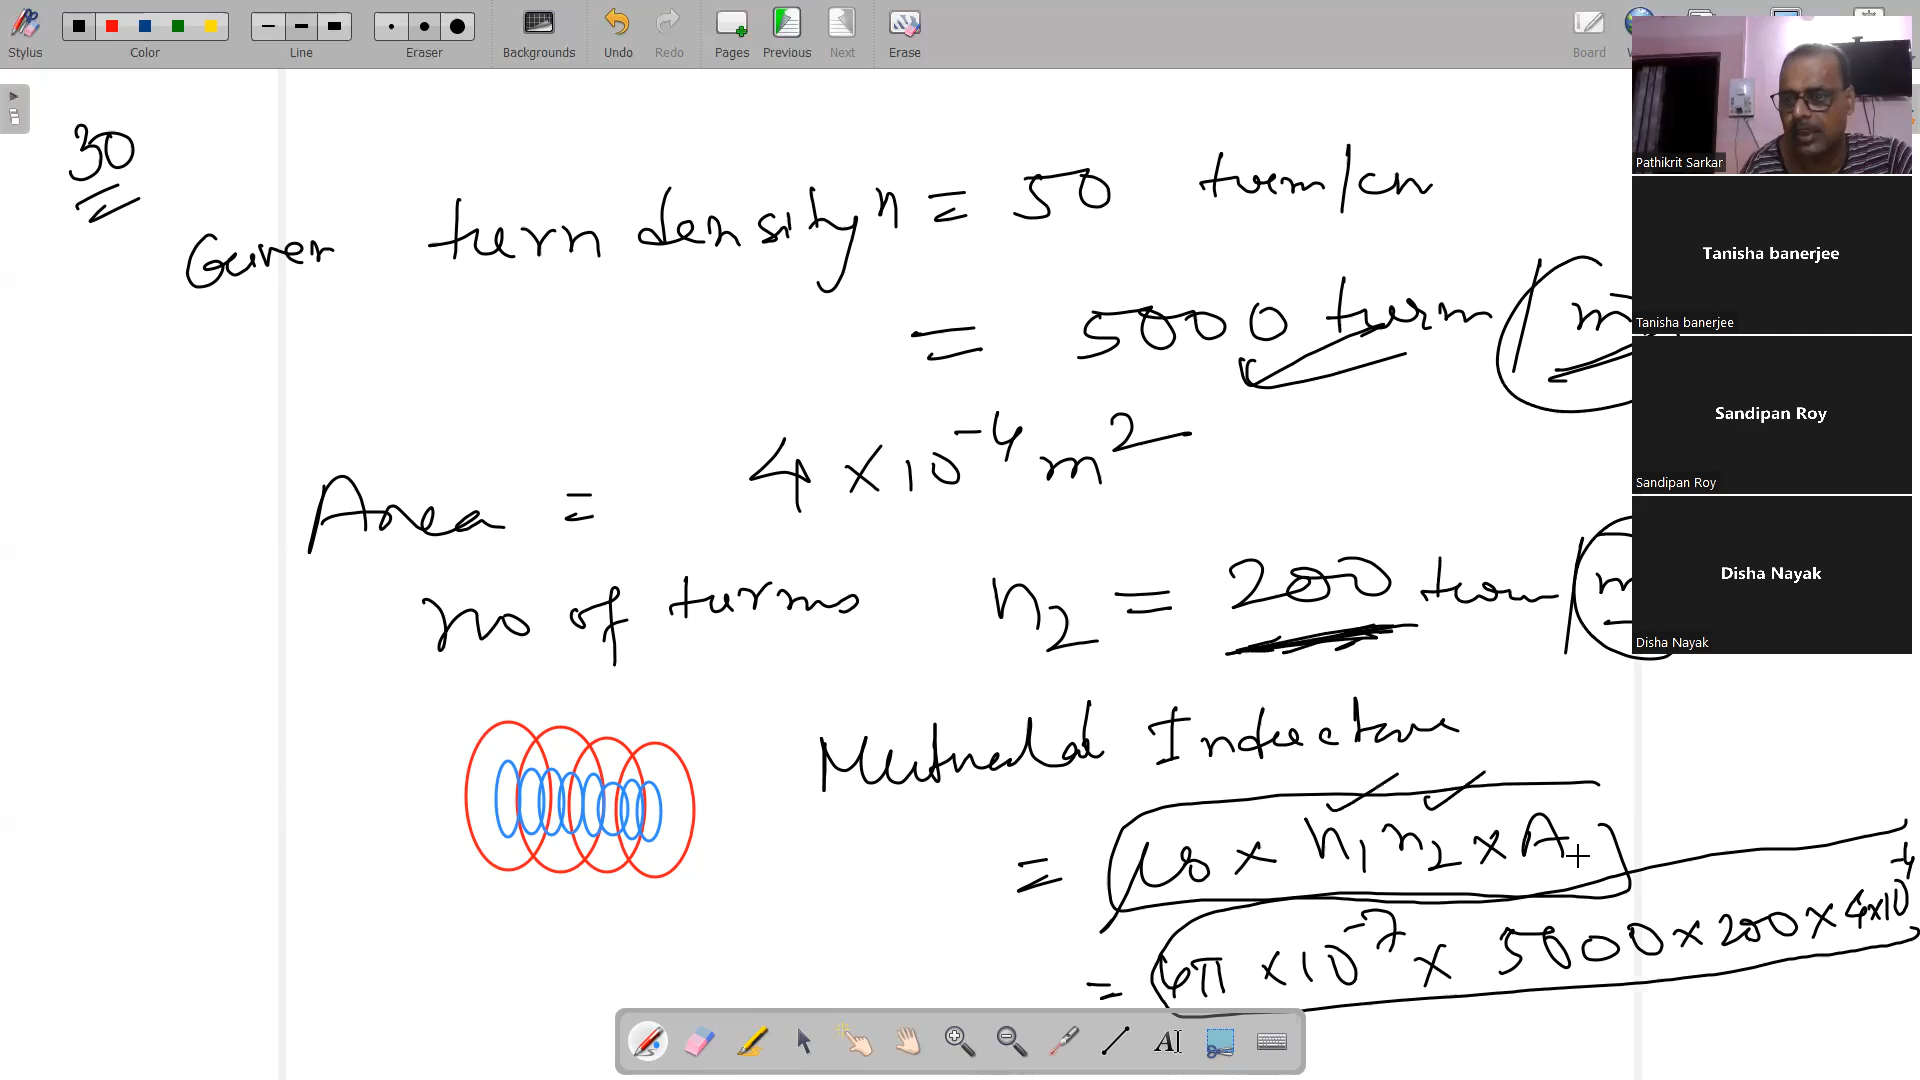 Stylus
Color
Line
Eraser
Backgrounds
Undo
Redo
Pages
Previous
Next
Erase
Board
30
Given turn density n = 50 turn/cm
= 5000 turn/m
Area = 4 × 10⁻⁴ m²
no of turns n₂ = 200 turn/m
Mutual Inductance
= μ₀ × n₁ n₂ × A
= 4π × 10⁻⁷ × 5000 × 200 × 4×10⁻⁴
Pathikrit Sarkar
Tanisha banerjee
Tanisha banerjee
Sandipan Roy
Sandipan Roy
Disha Nayak
Disha Nayak